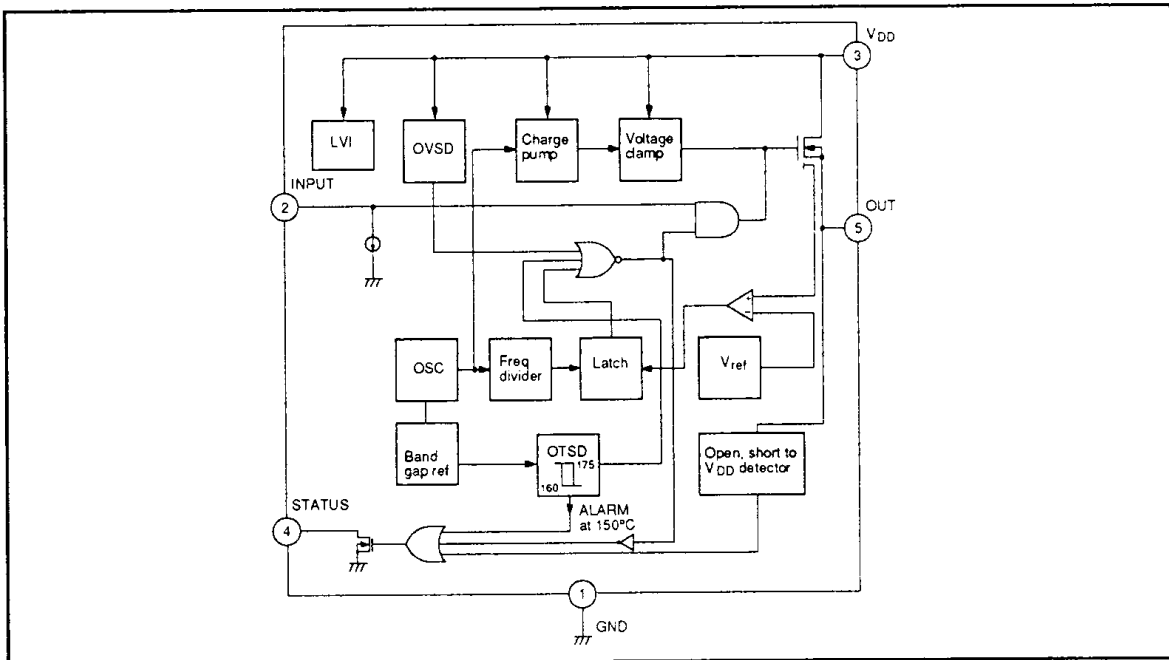 VDD
3
LVI
OVSD
Charge
pump
Voltage
clamp
INPUT
2
OUT
5
+
−
OSC
Freq
divider
Latch
Vref
Band
gap ref
OTSD
175
160
Open, short to
VDD detector
STATUS
4
ALARM
at 150°C
1
GND